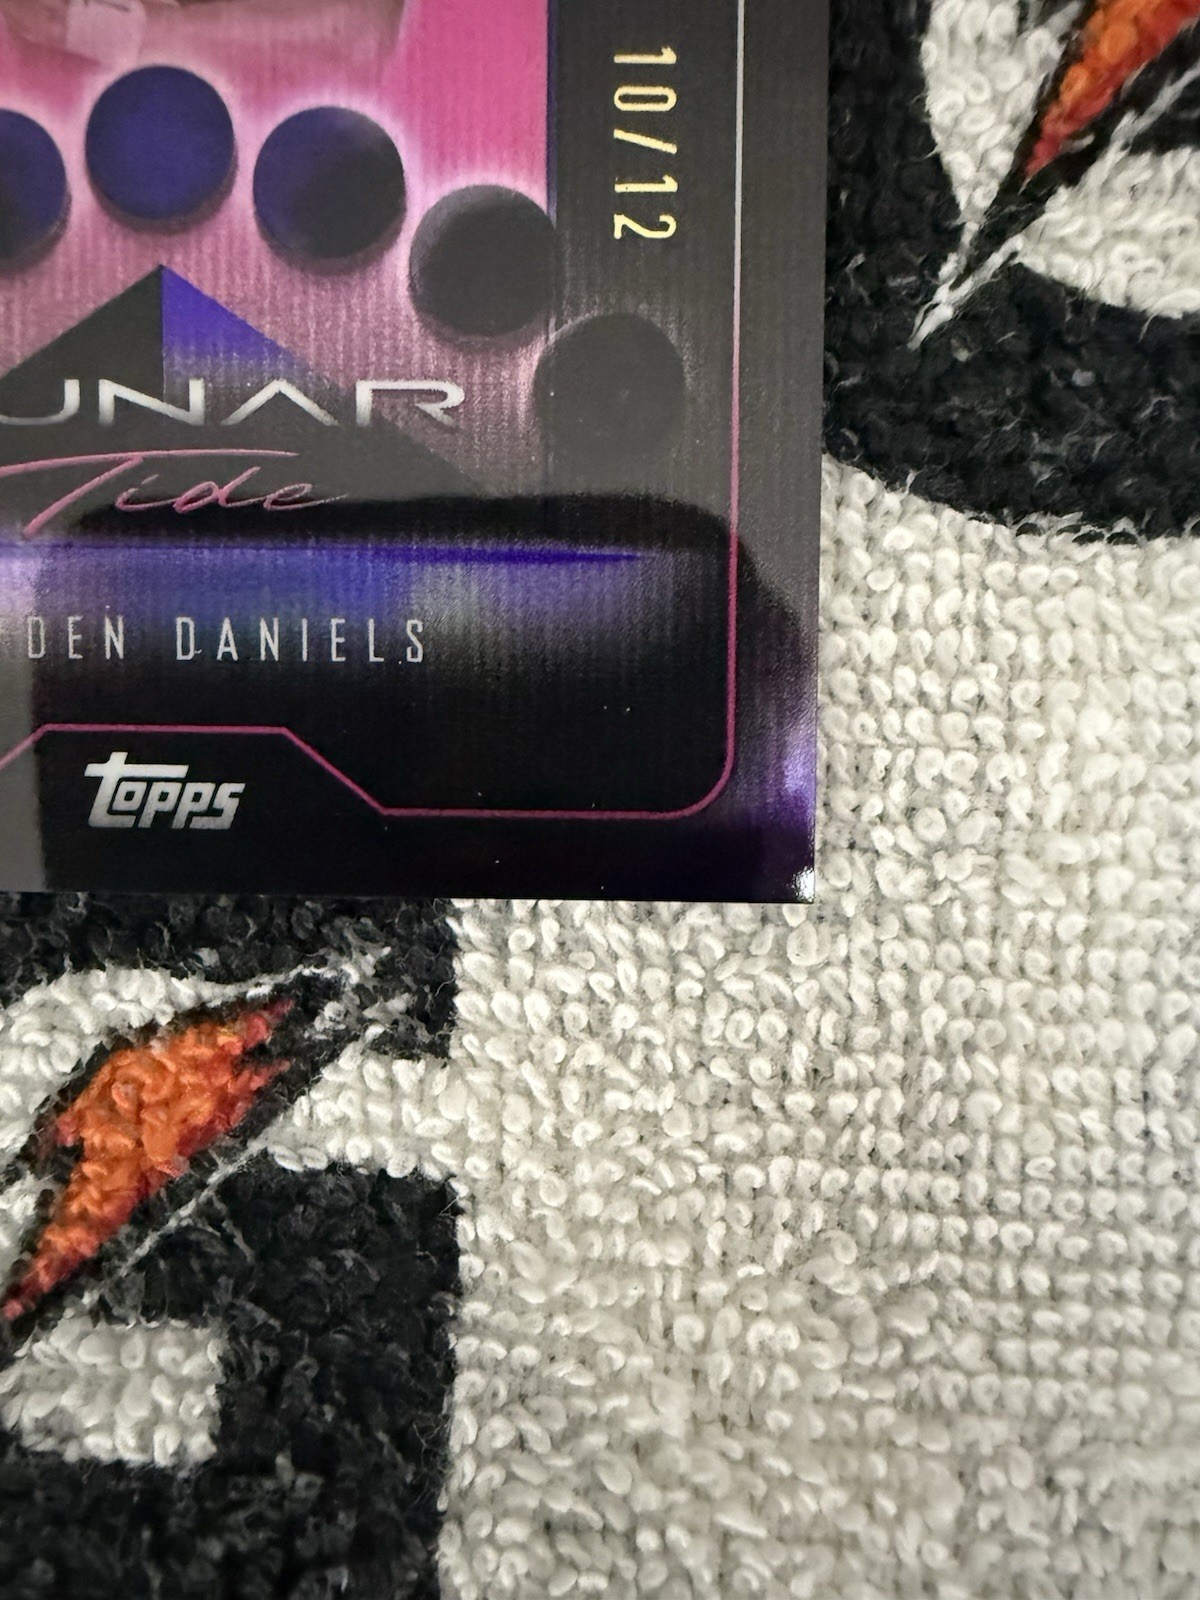 10/12
UNAR
Tide
DEN DANIELS
topps